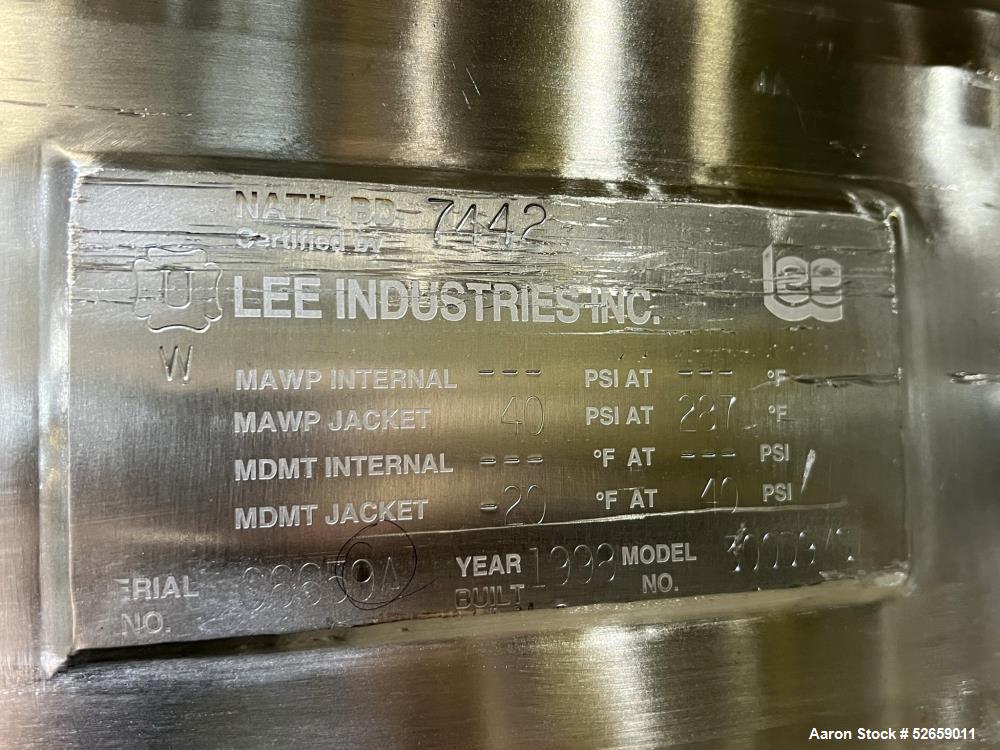 NAT'L BD 7442
Certified by
U
LEE INDUSTRIES INC.
Lee
W
MAWP INTERNAL --- PSI AT --- °F
MAWP JACKET 40 PSI AT 287 °F
MDMT INTERNAL --- °F AT --- PSI
MDMT JACKET -20 °F AT 40 PSI
ERIAL NO.
YEAR BUILT 1998 MODEL NO.
Aaron Stock # 52659011